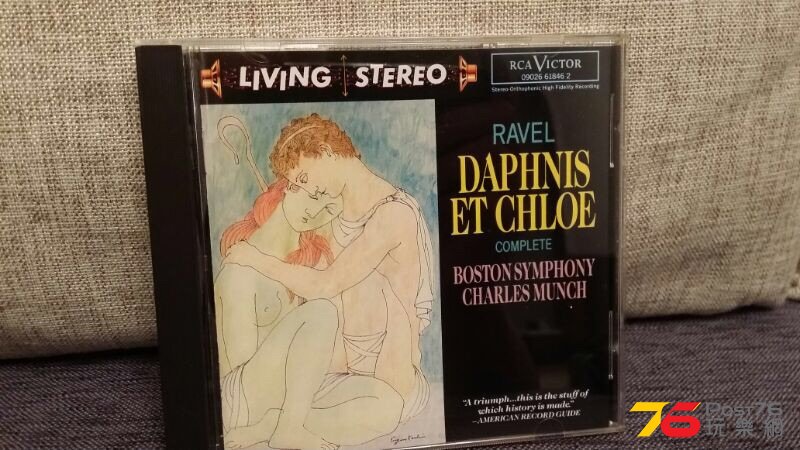 LIVING STEREO
RCA VICTOR
09026 61846 2
Stereo-Orthophonic High Fidelity Recording
RAVEL
DAPHNIS
ET CHLOE
COMPLETE
BOSTON SYMPHONY
CHARLES MUNCH
"A triumph...this is the stuff of
which history is made."
–AMERICAN RECORD GUIDE
76 Post76
玩樂網